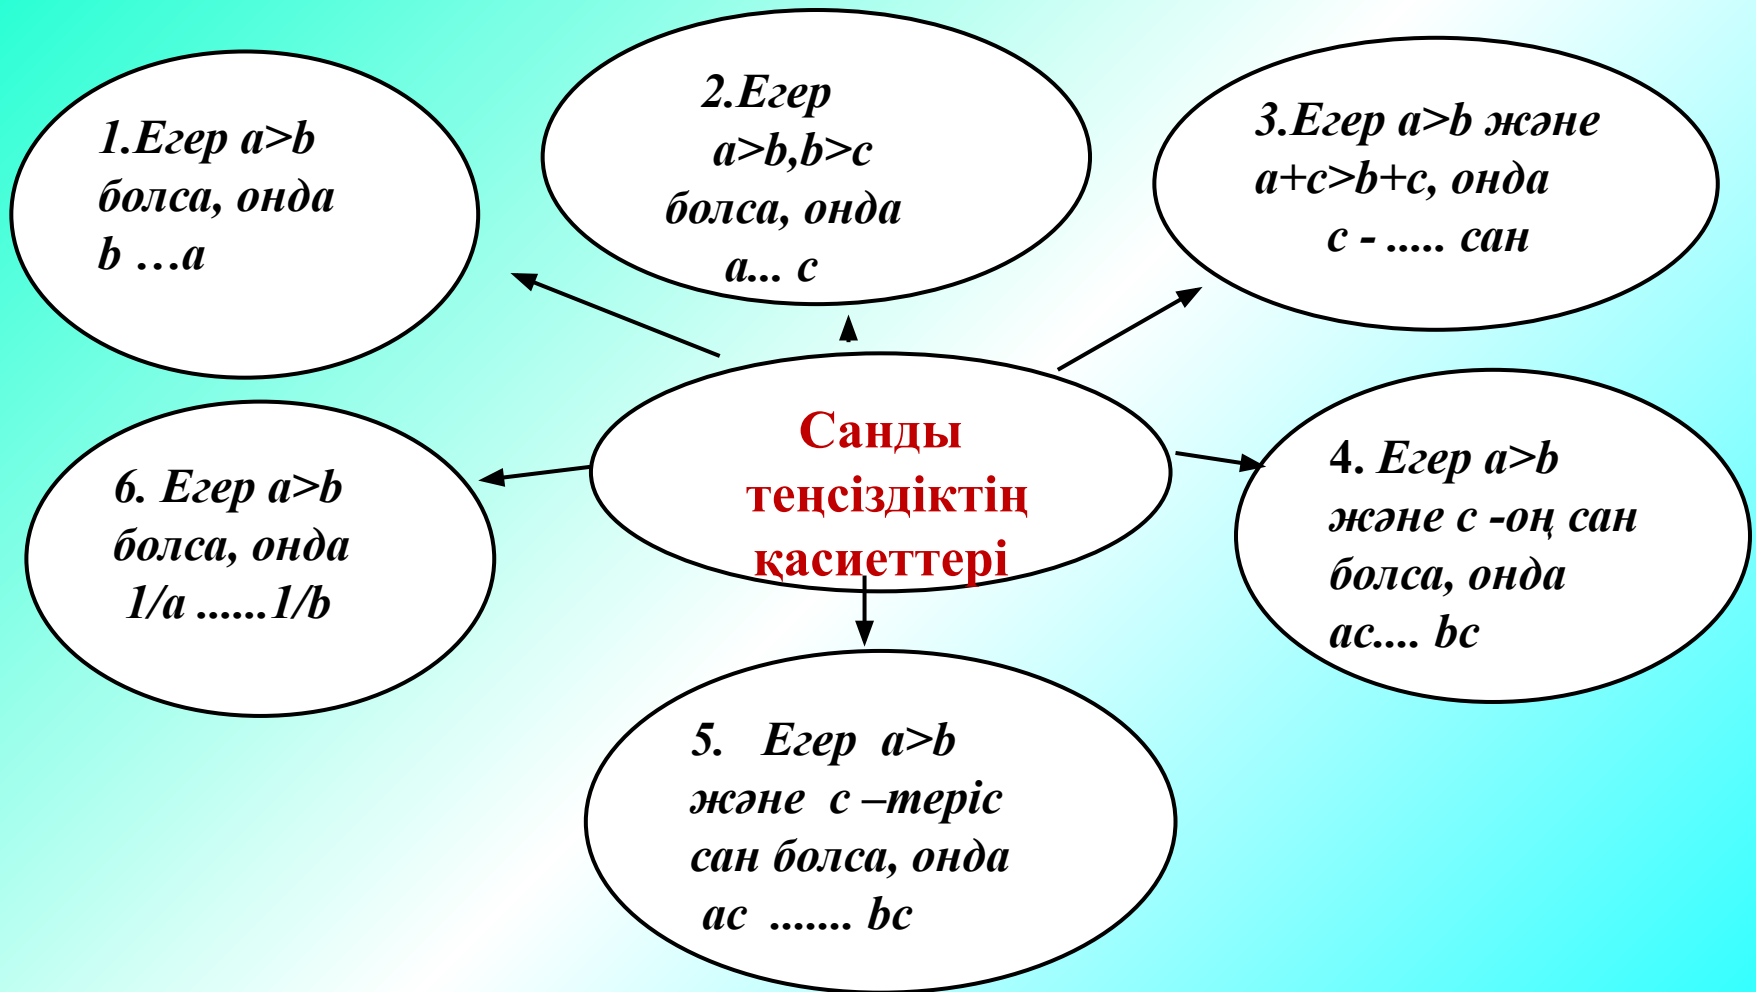 1.Егер a>b
болса, онда
b ...a
2.Егер
a>b,b>c
болса, онда
a... c
3.Егер a>b және
a+c>b+c, онда
c - ..... сан
Санды
теңсіздіктің
қасиеттері
4. Егер a>b
және c -оң сан
болса, онда
ac.... bc
6. Егер a>b
болса, онда
1/a ......1/b
5. Егер a>b
және c –теріс
сан болса, онда
ac ....... bc